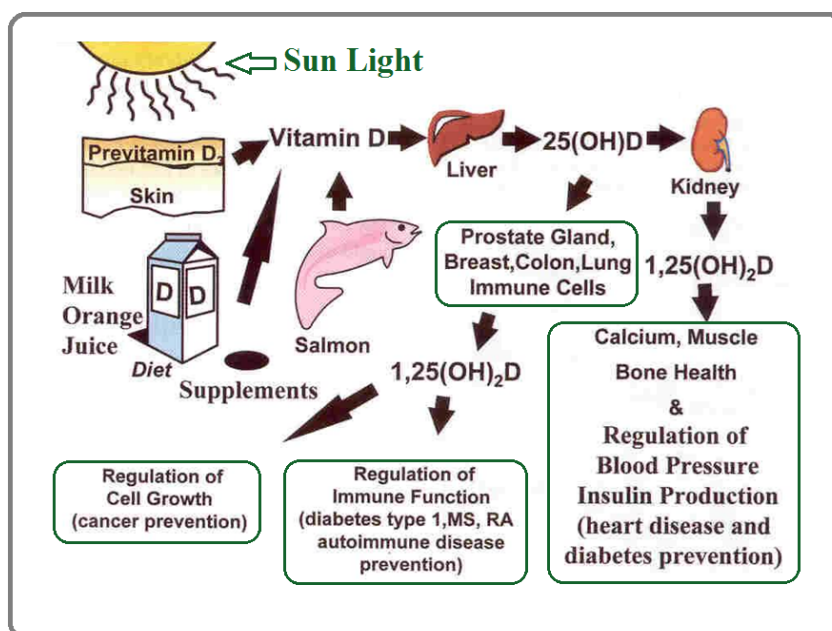 Sun Light
Previtamin D3
Skin
Vitamin D
Liver
25(OH)D
Kidney
Milk
Orange
Juice
D D
Diet
Supplements
Salmon
Prostate Gland,
Breast,Colon,Lung
Immune Cells
1,25(OH)2D
1,25(OH)2D
Calcium, Muscle
Bone Health
&
Regulation of
Blood Pressure
Insulin Production
(heart disease and
diabetes prevention)
Regulation of
Cell Growth
(cancer prevention)
Regulation of
Immune Function
(diabetes type 1,MS, RA
autoimmune disease
prevention)